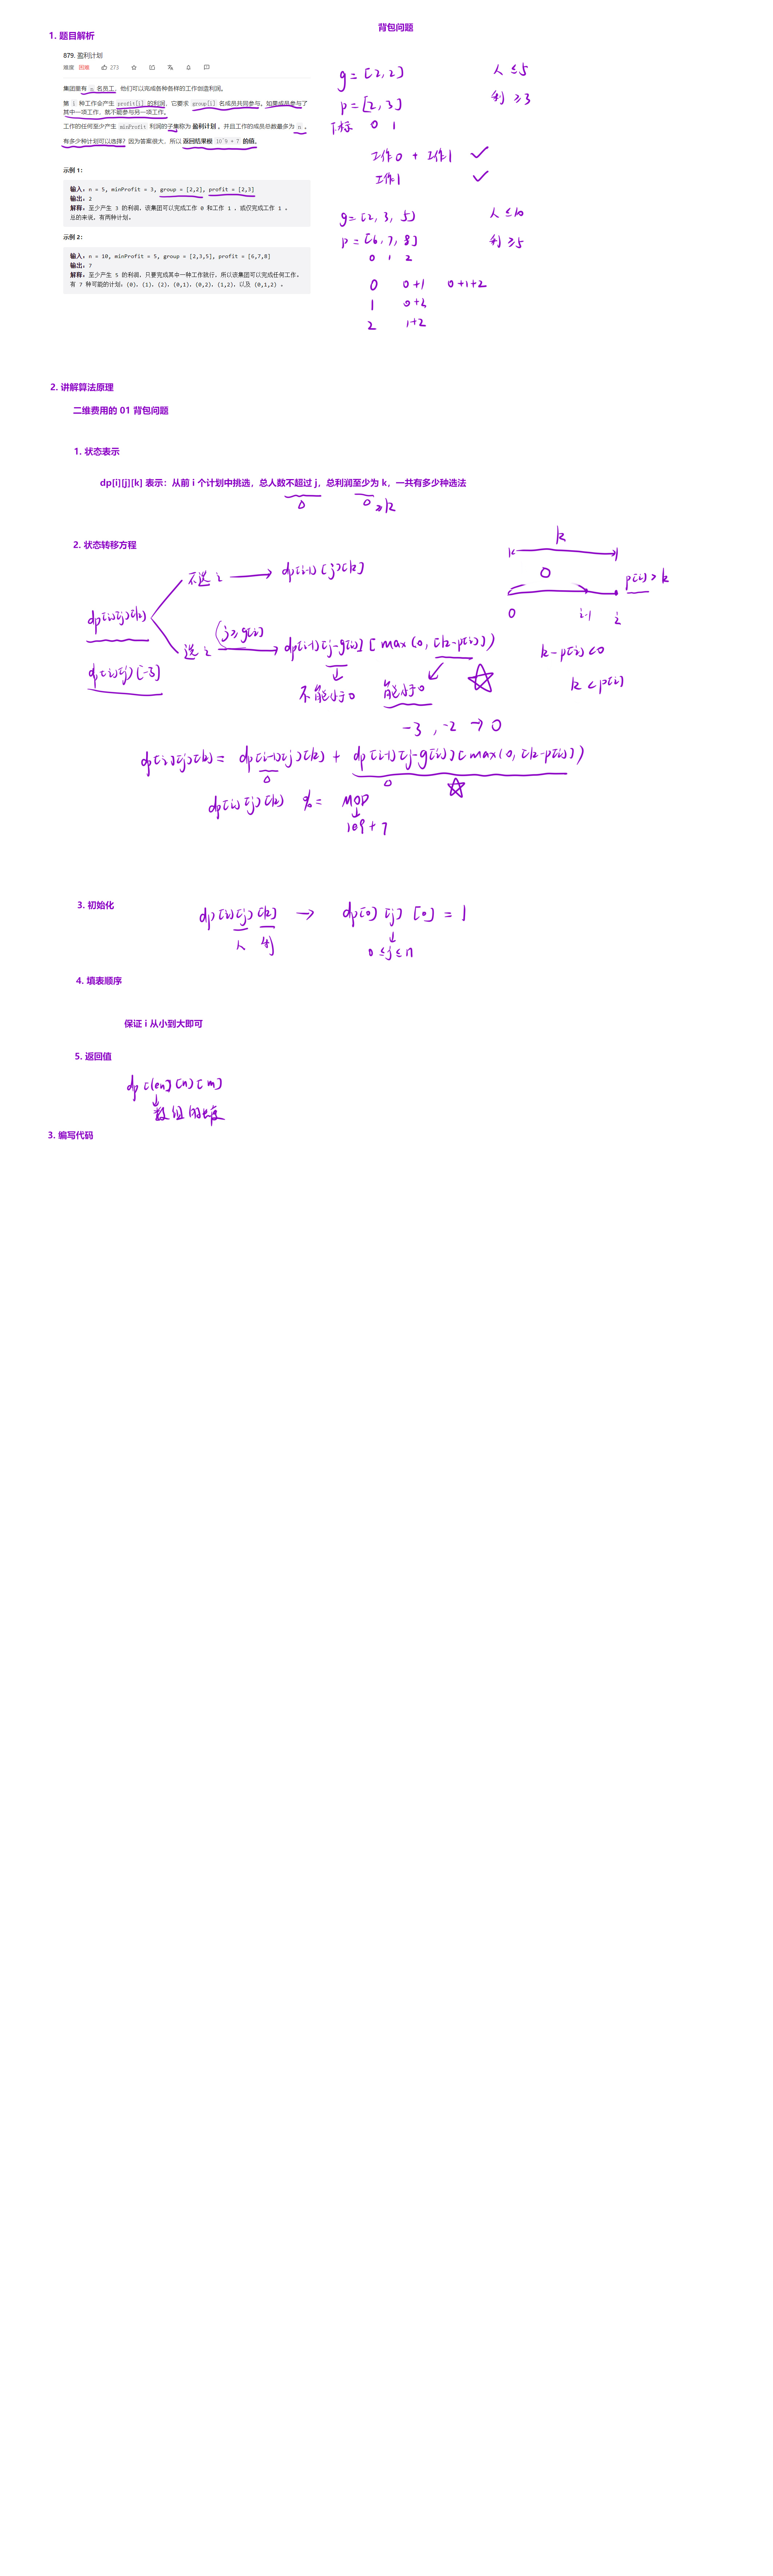 背包问题
1. 题目解析
879. 盈利计划
难度 困难 273
集团里有 n 名员工，他们可以完成各种各样的工作创造利润。
第 i 种工作会产生 profit[i] 的利润，它要求 group[i] 名成员共同参与。如果成员参与了
其中一项工作，就不能参与另一项工作。
工作的任何至少产生 minProfit 利润的子集称为 盈利计划 。并且工作的成员总数最多为 n 。
有多少种计划可以选择？因为答案很大，所以 返回结果模 10^9 + 7 的值。
示例 1：
输入：n = 5, minProfit = 3, group = [2,2], profit = [2,3]
输出：2
解释：至少产生 3 的利润，该集团可以完成工作 0 和工作 1 ，或仅完成工作 1 。
总的来说，有两种计划。
示例 2：
输入：n = 10, minProfit = 5, group = [2,3,5], profit = [6,7,8]
输出：7
解释：至少产生 5 的利润，只要完成其中一种工作就行，所以该集团可以完成任何工作。
有 7 种可能的计划：(0)，(1)，(2)，(0,1)，(0,2)，(1,2)，以及 (0,1,2) 。
g = [2,2] 人 ≤5
p = [2,3] 利 ≥3
下标 0 1
工作0 + 工作1 ✓
工作1 ✓
g = [2, 3, 5] 人 ≤10
p = [6, 7, 8] 利 ≥5
0 1 2
0 0+1 0+1+2
1 0+2
2 1+2
2. 讲解算法原理
二维费用的 01 背包问题
1. 状态表示
dp[i][j][k] 表示：从前 i 个计划中挑选，总人数不超过 j，总利润至少为 k，一共有多少种选法
0 0 ≥k
2. 状态转移方程
dp[i][j][k]
不选 i → dp[i-1][j][k]
选 i (j≥g[i]) → dp[i-1][j-g[i]][max(0, [k-p[i])]
dp[i][j][-3]
不能小于0 能小于0 ☆
-3 , -2 → 0
k
0 p[i] > k
0 i-1 i
k-p[i] <0
k < p[i]
dp[i][j][k] = dp[i-1][j][k] + dp[i-1][j-g[i]][max(0, [k-p[i])]
0 0 ☆
dp[i][j][k] %= MOD
10^9 + 7
3. 初始化
dp[i][j][k] → dp[0][j][0] = 1
人 利 0 ≤ j ≤ n
4. 填表顺序
保证 i 从小到大即可
5. 返回值
dp[len][n][m]
数组的长度
3. 编写代码